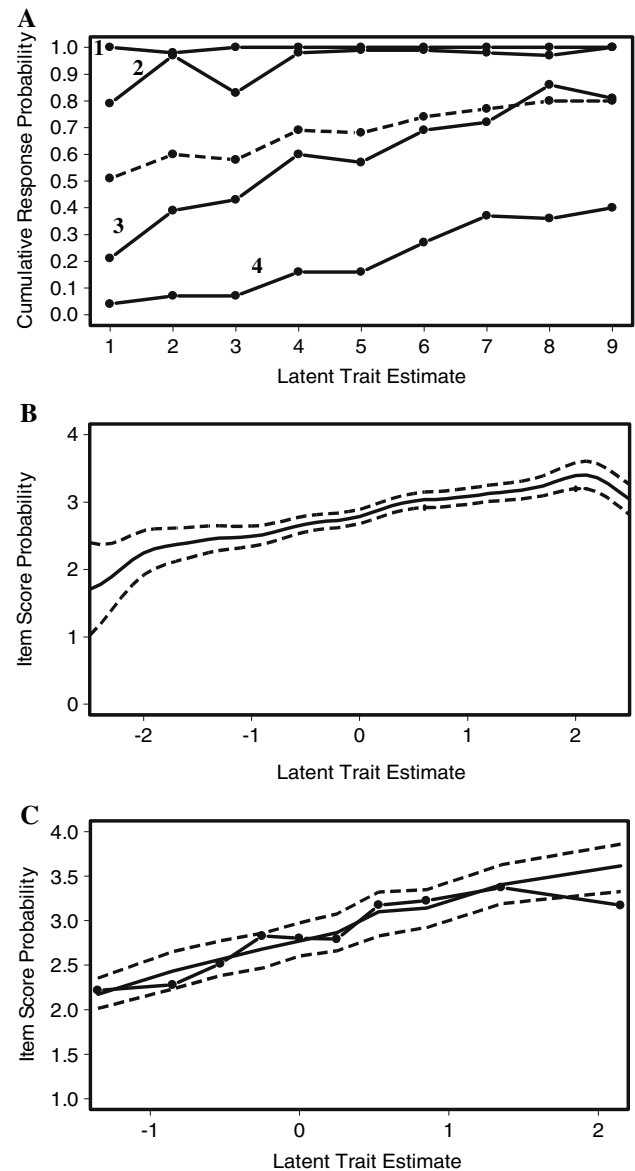 A
Cumulative Response Probability
1.0
0.9
0.8
0.7
0.6
0.5
0.4
0.3
0.2
0.1
0.0
1
2
3
4
1 2 3 4 5 6 7 8 9
Latent Trait Estimate
B
Item Score Probability
4
3
2
1
0
-2 -1 0 1 2
Latent Trait Estimate
C
Item Score Probability
4.0
3.5
3.0
2.5
2.0
1.5
1.0
-1 0 1 2
Latent Trait Estimate